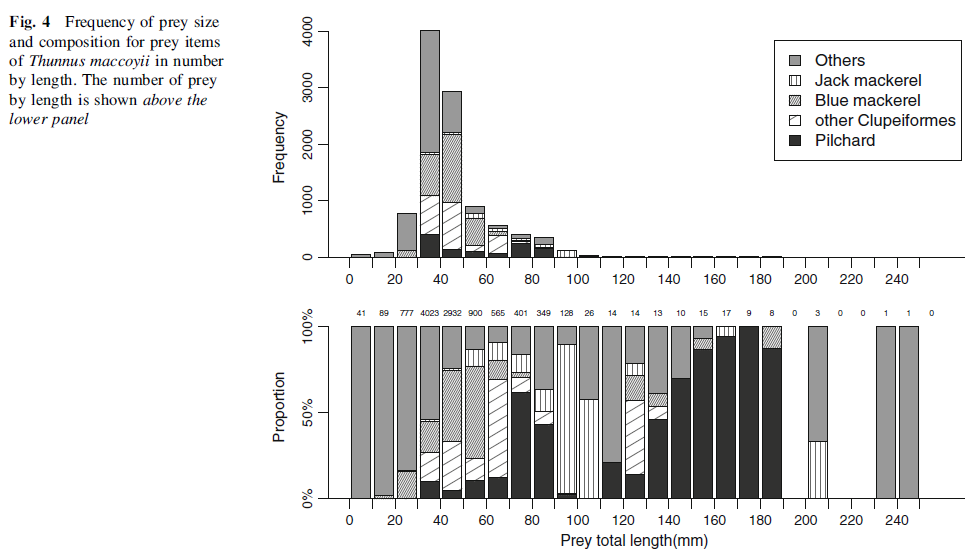 Fig. 4 Frequency of prey size
and composition for prey items
of Thunnus maccoyii in number
by length. The number of prey
by length is shown above the
lower panel
Frequency
4000
3000
2000
1000
0
Others
Jack mackerel
Blue mackerel
other Clupeiformes
Pilchard
0 20 40 60 80 100 120 140 160 180 200 220 240
41 89 777 4023 2932 900 565 401 349 128 26 14 14 13 10 15 17 9 8 0 3 0 0 1 1 0
Proportion
100%
50%
0%
0 20 40 60 80 100 120 140 160 180 200 220 240
Prey total length(mm)